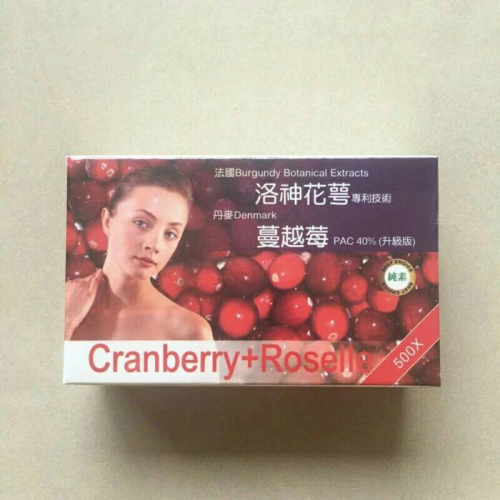 法國Burgundy Botanical Extracts
洛神花萼專利技術
丹麥Denmark
蔓越莓 PAC 40% (升級版)
純素
Cranberry+Roselle
500X